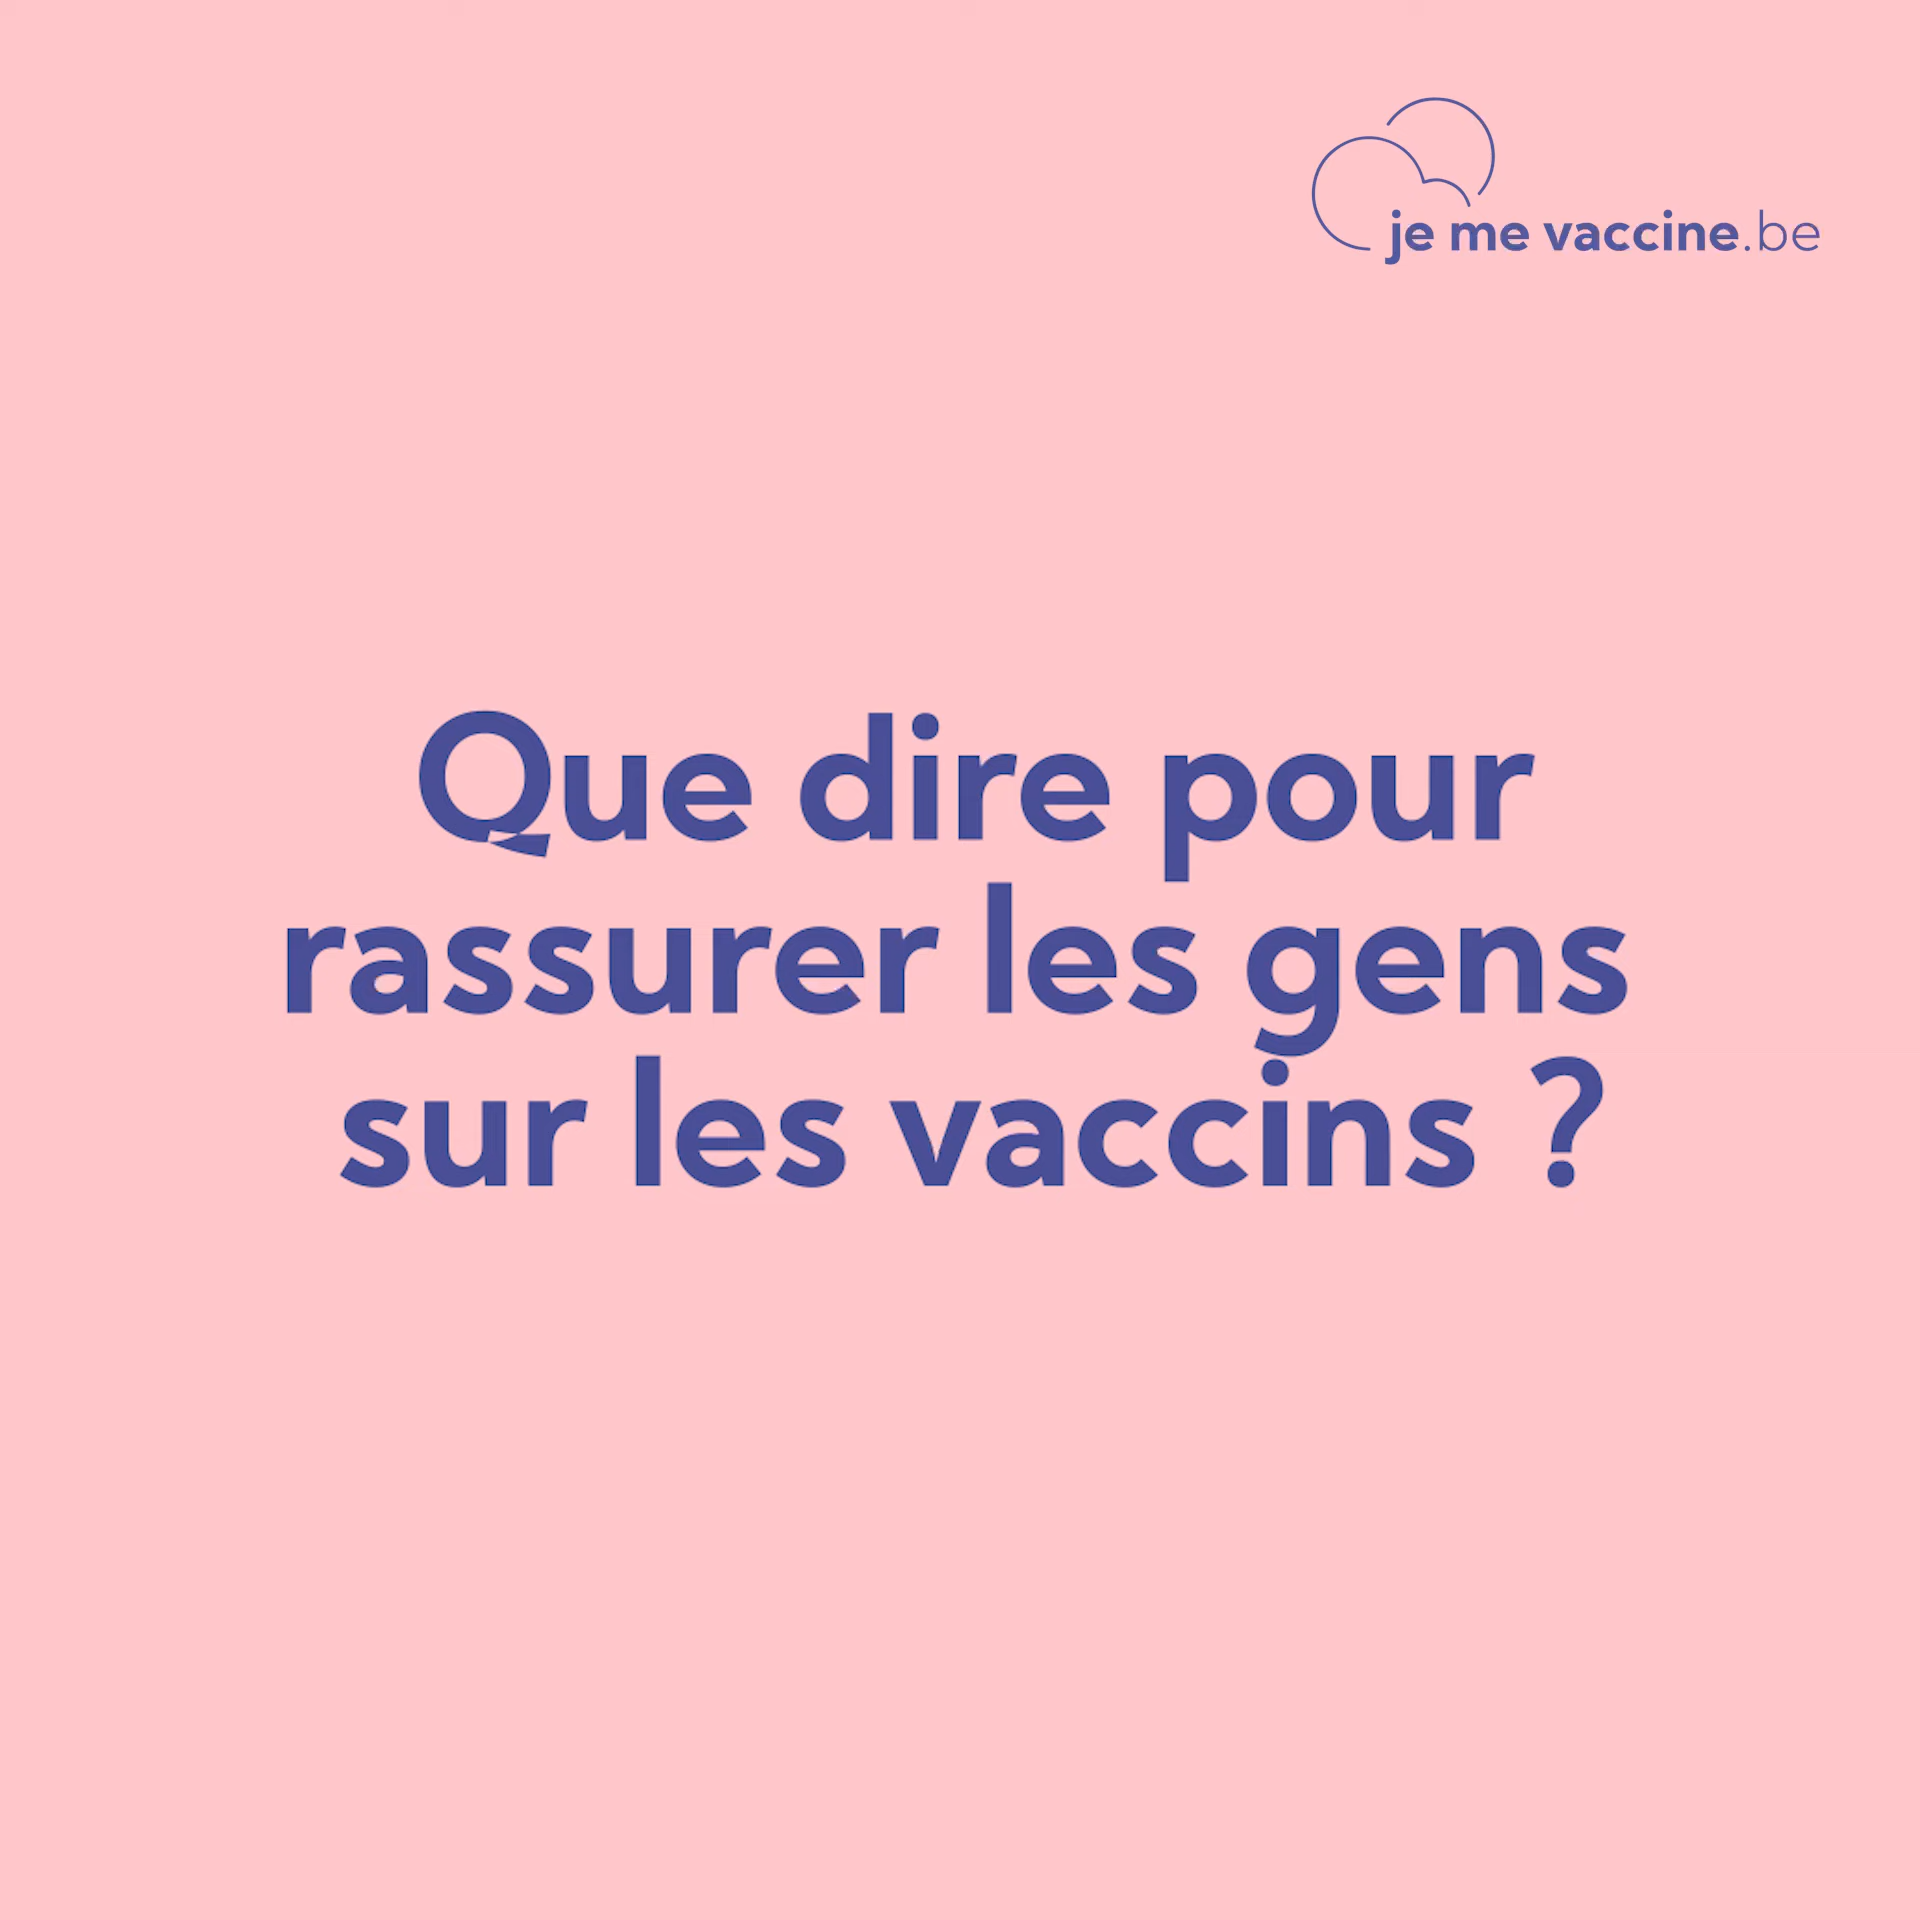 je me vaccine.be
Que dire pour
rassurer les gens
sur les vaccins ?